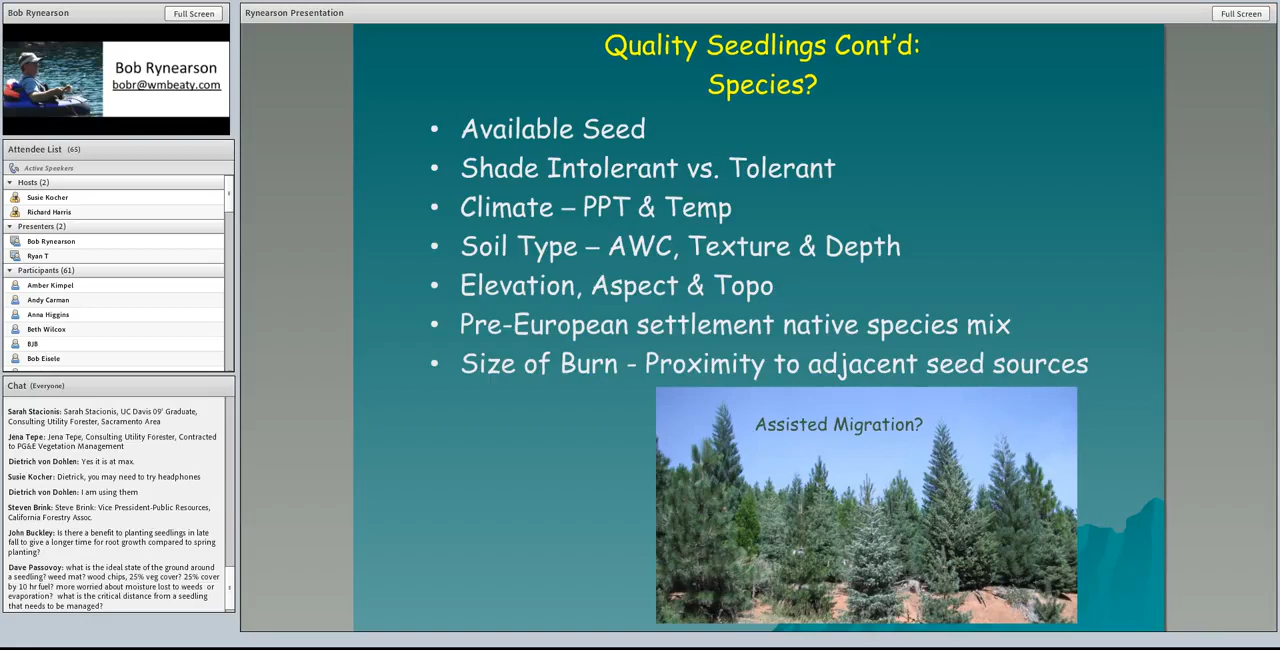 Bob Rynearson
Full Screen
Bob Rynearson
bobr@wmbeaty.com
Attendee List (65)
Active Speakers
Hosts (2)
Susie Kocher
Richard Harris
Presenters (2)
Bob Rynearson
Ryan T
Participants (61)
Amber Kimpel
Andy Carman
Anna Higgins
Beth Wilcox
BJB
Bob Eisele
Chat (Everyone)
Sarah Stacionis: Sarah Stacionis, UC Davis 09' Graduate,
Consulting Utility Forester, Sacramento Area
Jena Tepe: Jena Tepe, Consulting Utility Forester, Contracted
to PG&E Vegetation Management
Dietrich von Dohlen: Yes it is at max.
Susie Kocher: Dietrick, you may need to try headphones
Dietrich von Dohlen: I am using them
Steven Brink: Steve Brink: Vice Pressident-Public Resources,
California Forestry Assoc.
John Buckley: Is there a benefit to planting seedlings in late
fall to give a longer time for root growth compared to spring
planting?
Dave Passovoy: what is the ideal state of the ground around
a seedling? weed mat? wood chips, 25% veg cover? 25% cover
by 10 hr fuel? more worried about moisture lost to weeds or
evaporation? what is the critical distance from a seedling
that needs to be managed?
Rynearson Presentation
Full Screen
Quality Seedlings Cont'd:
Species?
• Available Seed
• Shade Intolerant vs. Tolerant
• Climate – PPT & Temp
• Soil Type – AWC, Texture & Depth
• Elevation, Aspect & Topo
• Pre-European settlement native species mix
• Size of Burn - Proximity to adjacent seed sources
Assisted Migration?